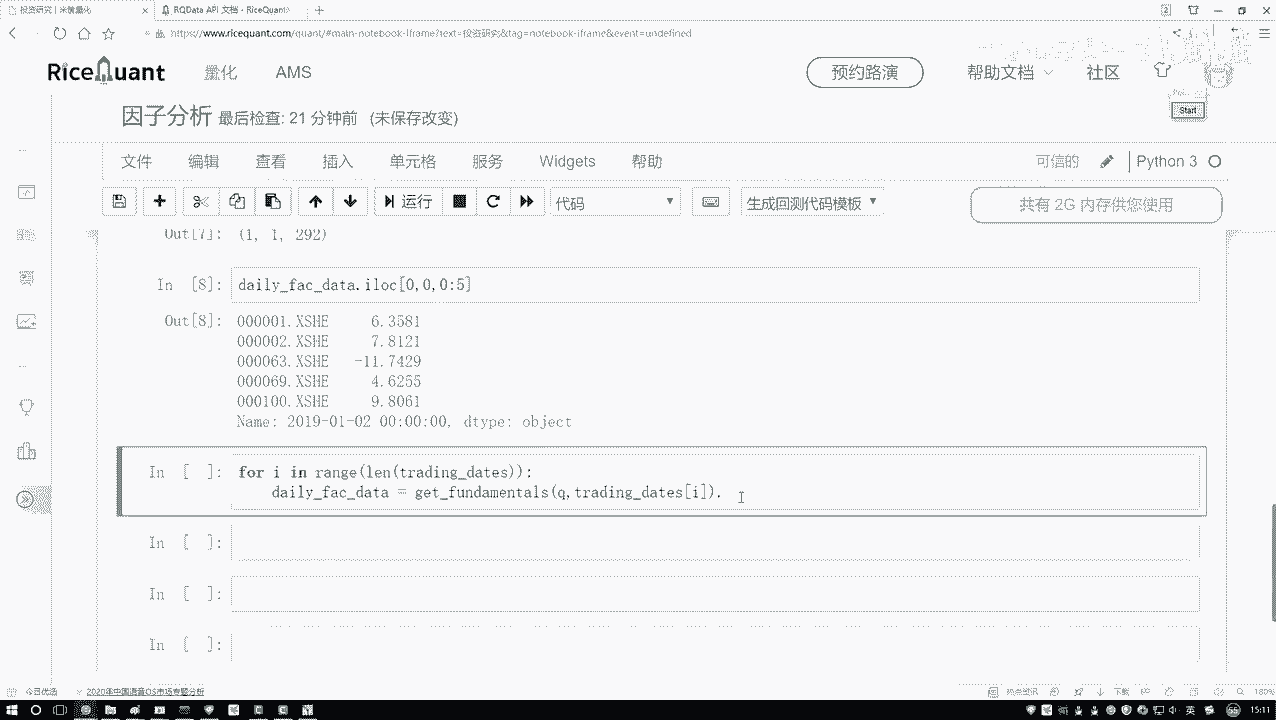 投资研究 | 米筐量化
RQData API 文档 - RiceQuant
https://www.ricequant.com/quant/#main-notebook-iframe?text=投资研究&tag=notebook-iframe&event=undefined
RiceQuant 量化 AMS 预约路演 帮助文档 社区
Start
因子分析 最后检查: 21 分钟前 (未保存改变)
文件 编辑 查看 插入 单元格 服务 Widgets 帮助 可信的 Python 3
运行 代码 生成回测代码模板 共有 2G 内存供您使用
Out[7]: (1, 1, 292)
In [8]: daily_fac_data.iloc[0,0,0:5]
Out[8]: 000001.XSHE 6.3581
000002.XSHE 7.8121
000063.XSHE -11.7429
000069.XSHE 4.6255
000100.XSHE 9.8061
Name: 2019-01-02 00:00:00, dtype: object
In [ ]: for i in range(len(trading_dates)):
daily_fac_data = get_fundamentals(q,trading_dates[i]).
In [ ]:
In [ ]:
In [ ]:
今日优选 2020年中国语音OS市场专题分析 热点资讯 下载 180%
英 15:11